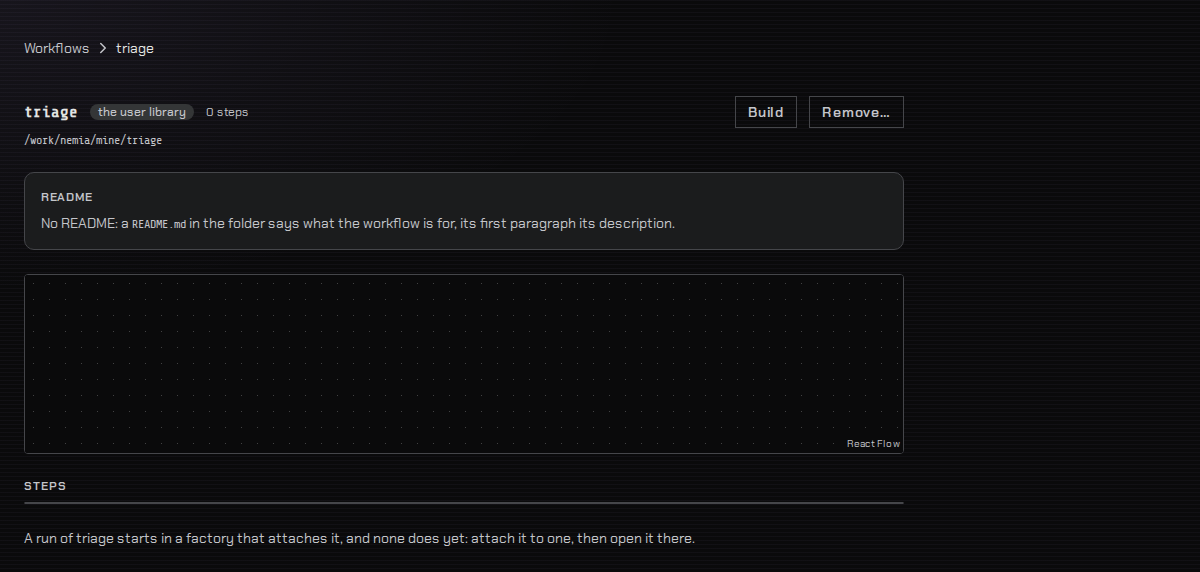 Workflows > triage
triage the user library 0 steps Build Remove...
/work/nemia/mine/triage
README
No README: a README.md in the folder says what the workflow is for, its first paragraph its description.
React Flow
STEPS
A run of triage starts in a factory that attaches it, and none does yet: attach it to one, then open it there.